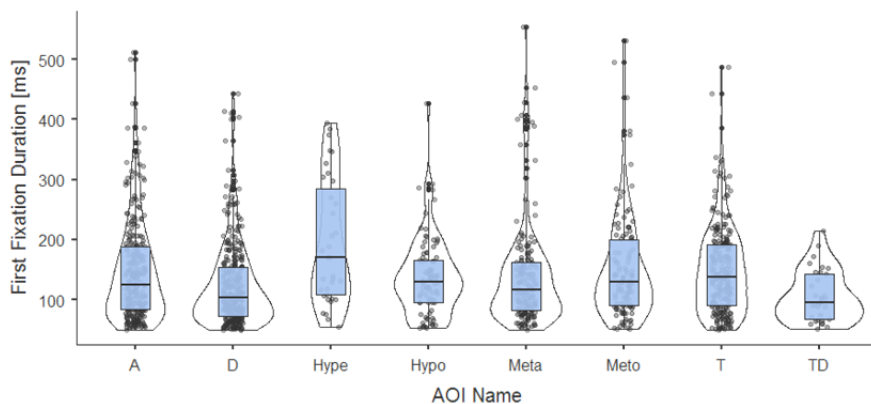 First Fixation Duration [ms]
500
400
300
200
100
A D Hype Hypo Meta Meto T TD
AOI Name